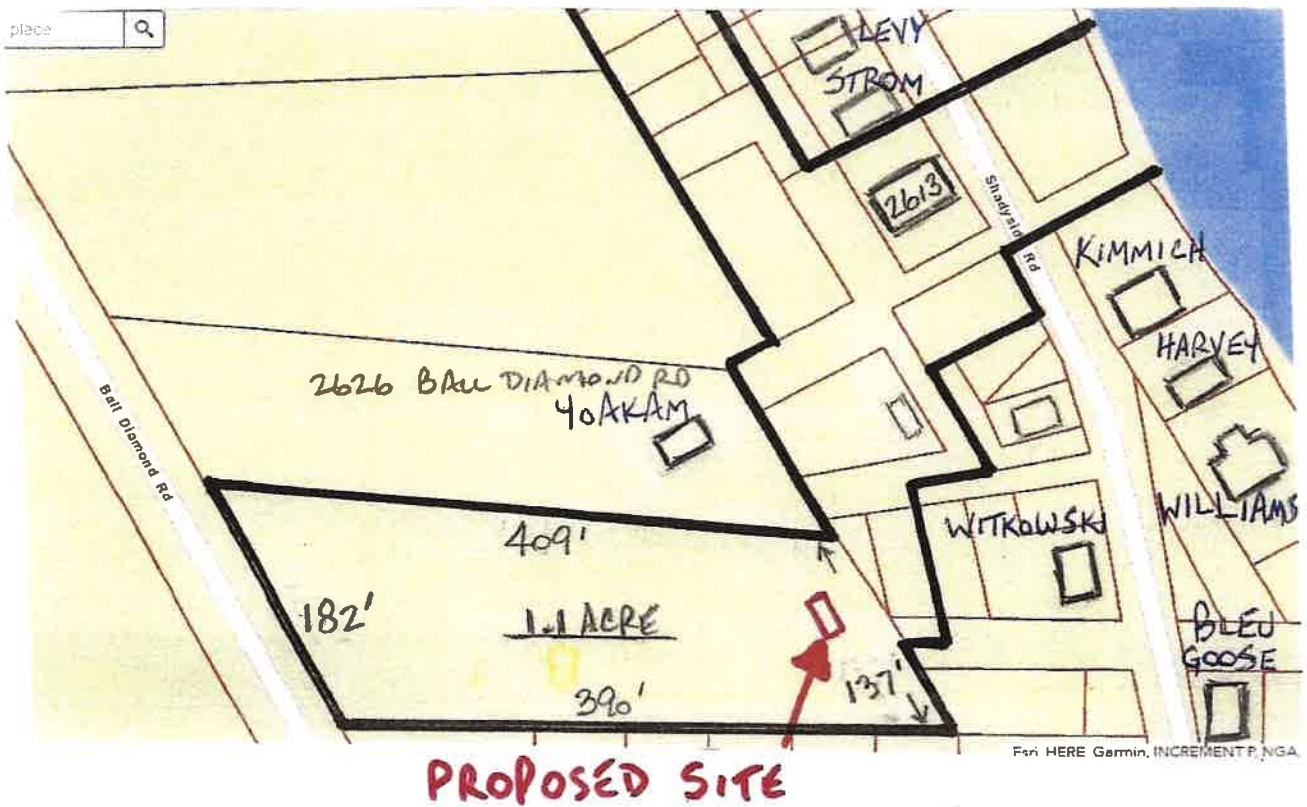 place
LEVY
STROM
2613
Shadyside Rd
KIMMICH
HARVEY
2626 BALL DIAMOND RD
YOAKAM
Ball Diamond Rd
WITKOWSKI
WILLIAMS
409'
182'
1.1 ACRE
BLEU
GOOSE
137'
390'
Esri HERE Garmin, INCREMENT P, NGA
PROPOSED SITE